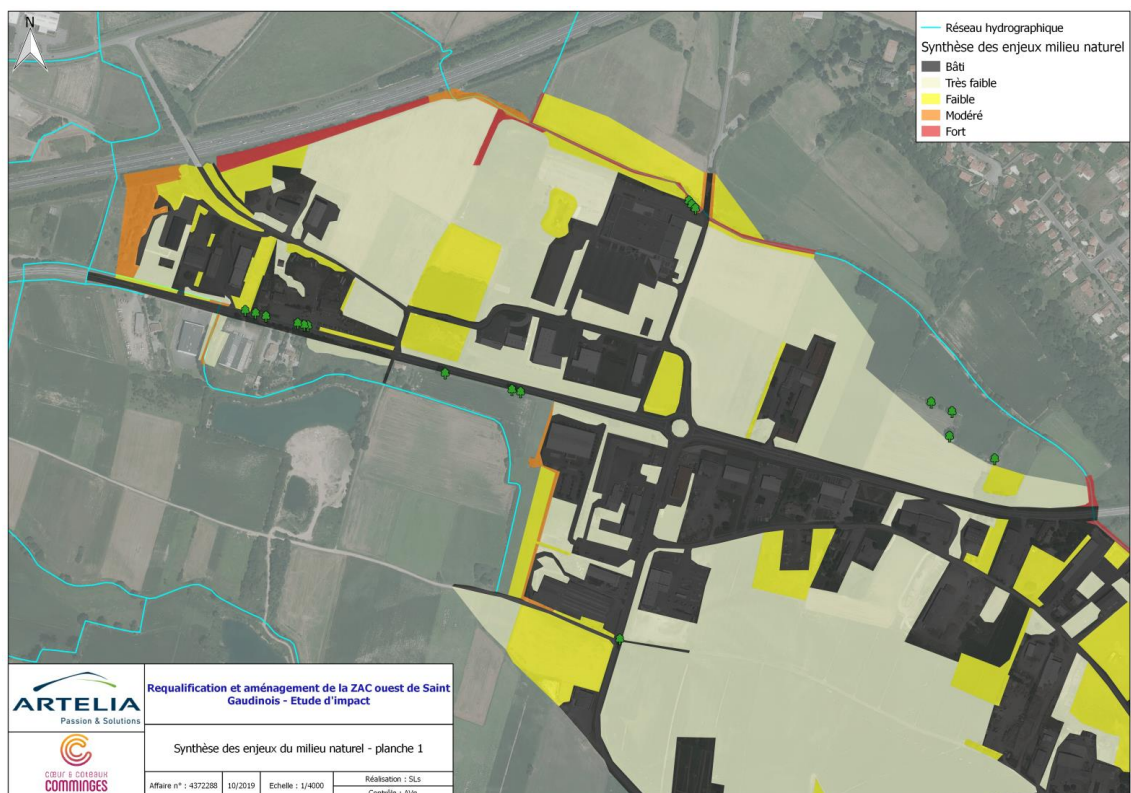 N
Réseau hydrographique
Synthèse des enjeux milieu naturel
Bâti
Très faible
Faible
Modéré
Fort
ARTELIA
Passion & Solutions
Requalification et aménagement de la ZAC ouest de Saint
Gaudinois - Etude d'impact
Synthèse des enjeux du milieu naturel - planche 1
cœur & coteaux
COMMINGES
Affaire n° : 4372288
10/2019
Echelle : 1/4000
Réalisation : SLs
Contrôle : AVe